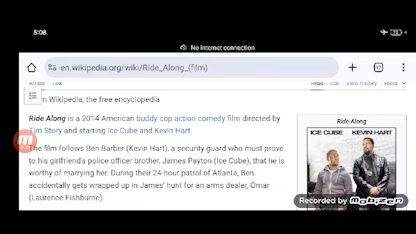 5:08
No internet connection
en.wikipedia.org/wiki/Ride_Along_(film)
Wikipedia, the free encyclopedia
Ride Along is a 2014 American buddy cop action comedy film directed by
Tim Story and starring Ice Cube and Kevin Hart.
The film follows Ben Barber (Kevin Hart), a security guard who must prove
to his girlfriend's police officer brother, James Payton (Ice Cube), that he is
worthy of marrying her. During their 24-hour patrol of Atlanta, Ben
accidentally gets wrapped up in James' hunt for an arms dealer, Omar
(Laurence Fishburne).
Ride Along
ICE CUBE KEVIN HART
Recorded by
mobizen